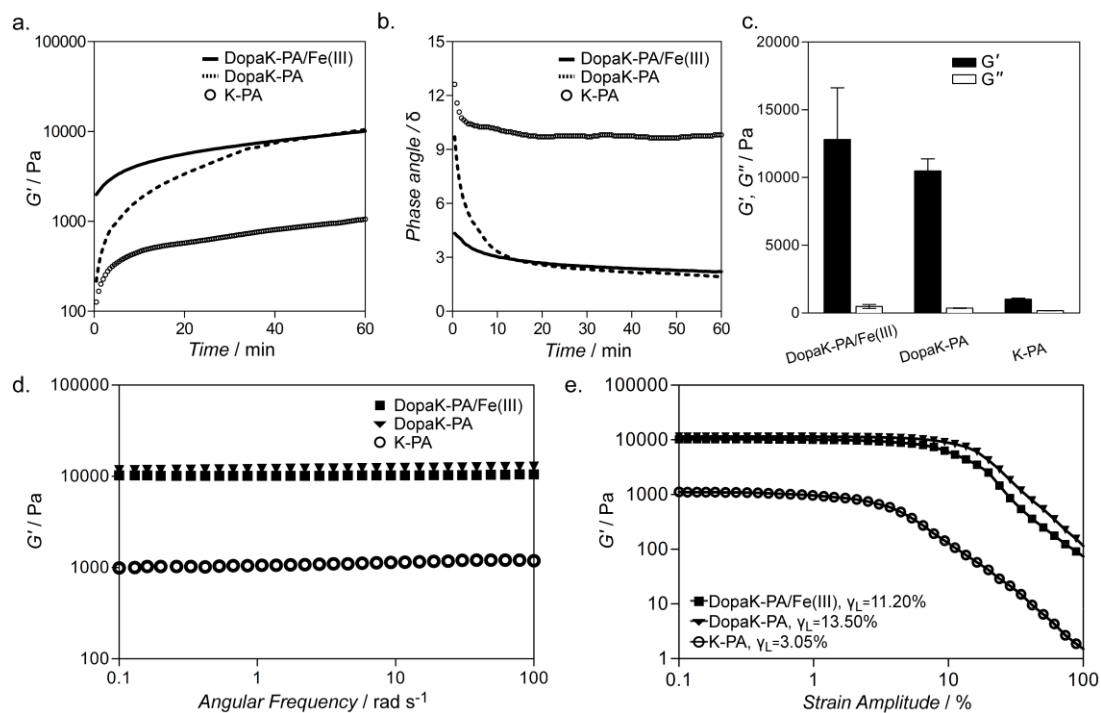 a.
100000
10000
1000
100
G' / Pa
DopaK-PA/Fe(III)
DopaK-PA
K-PA
0 20 40 60
Time / min
b.
15
12
9
6
3
0
Phase angle / δ
DopaK-PA/Fe(III)
DopaK-PA
K-PA
0 10 20 30 40 50 60
Time / min
c.
20000
15000
10000
5000
0
G', G" / Pa
G'
G"
DopaK-PA/Fe(III)
DopaK-PA
K-PA
d.
100000
10000
1000
100
G' / Pa
DopaK-PA/Fe(III)
DopaK-PA
K-PA
0.1 1 10 100
Angular Frequency / rad s⁻¹
e.
100000
10000
1000
100
1
1
G' / Pa
DopaK-PA/Fe(III), γL=11.20%
DopaK-PA, γL=13.50%
K-PA, γL=3.05%
0.1 1 10 100
Strain Amplitude / %